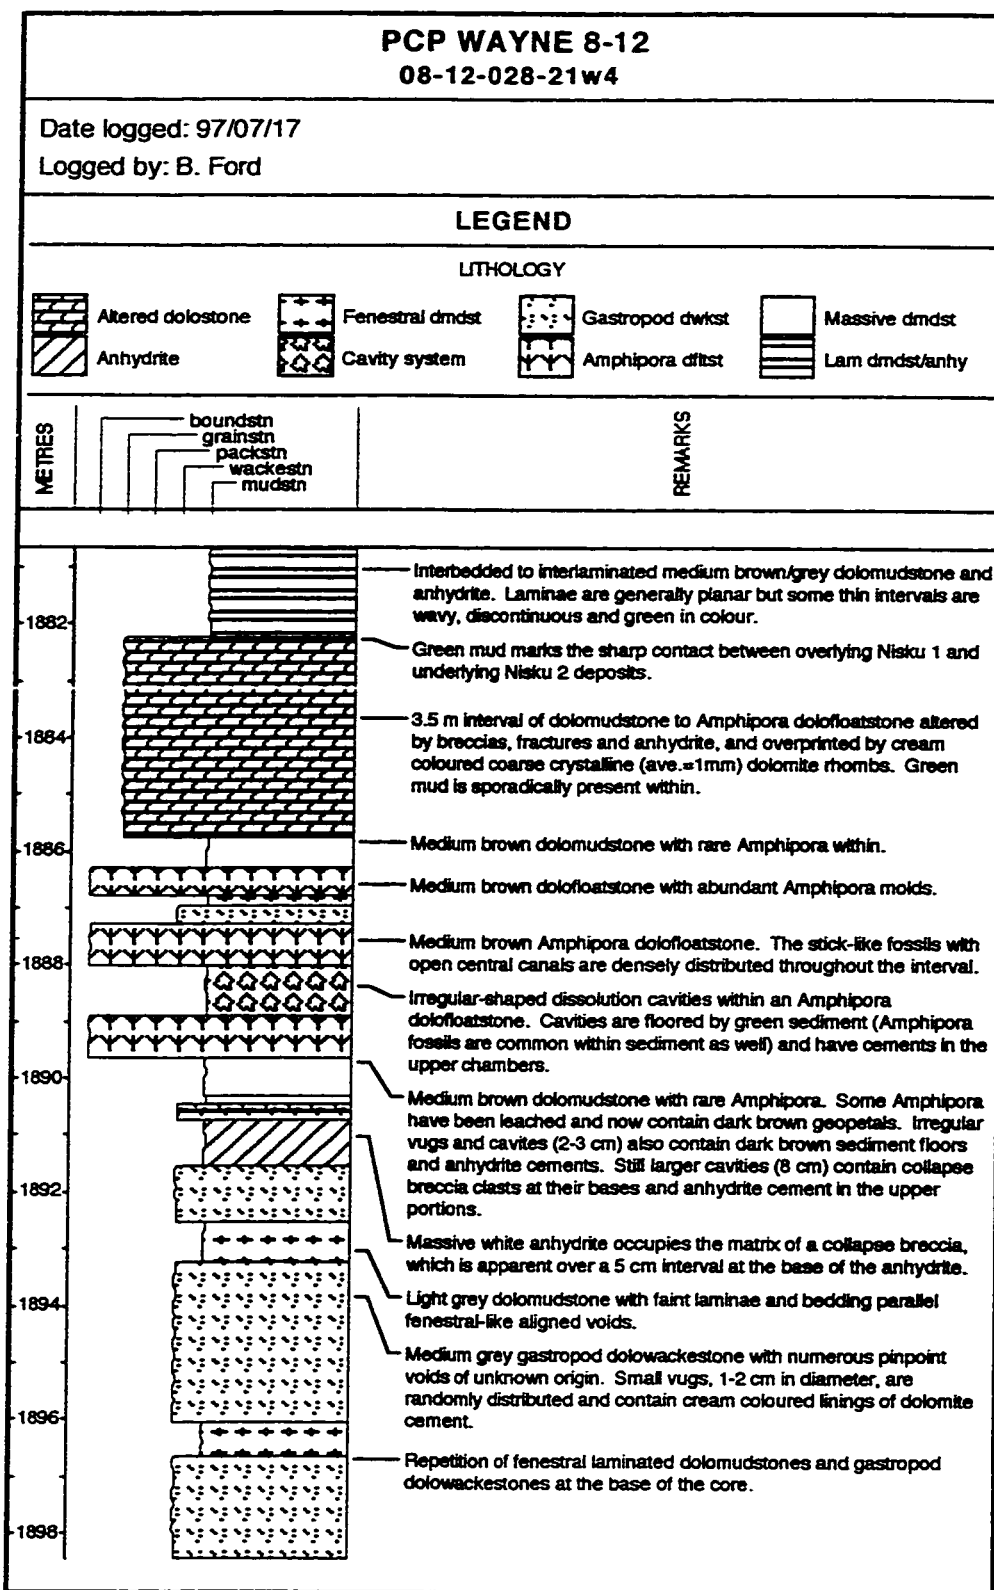 PCP WAYNE 8-12
08-12-028-21w4
Date logged: 97/07/17
Logged by: B. Ford
LEGEND
LITHOLOGY
Altered dolostone
Fenestral dmdst
Gastropod dwkst
Massive dmdst
Anhydrite
Cavity system
Amphipora dfltst
Lam dmdst/anhy
METRES
boundstn
grainstn
packstn
wackestn
mudstn
REMARKS
Interbedded to interlaminated medium brown/grey dolomudstone and
anhydrite. Laminae are generally planar but some thin intervals are
wavy, discontinuous and green in colour.
1882
Green mud marks the sharp contact between overlying Nisku 1 and
underlying Nisku 2 deposits.
3.5 m interval of dolomudstone to Amphipora dolofloatstone altered
1884
by breccias, fractures and anhydrite, and overprinted by cream
coloured coarse crystalline (ave.=1mm) dolomite rhombs. Green
mud is sporadically present within.
1886
Medium brown dolomudstone with rare Amphipora within.
Medium brown dolofloatstone with abundant Amphipora molds.
Medium brown Amphipora dolofloatstone. The stick-like fossils with
1888
open central canals are densely distributed throughout the interval.
Irregular-shaped dissolution cavities within an Amphipora
dolofloatstone. Cavities are floored by green sediment (Amphipora
fossils are common within sediment as well) and have cements in the
upper chambers.
1890
Medium brown dolomudstone with rare Amphipora. Some Amphipora
have been leached and now contain dark brown geopetals. Irregular
vugs and cavites (2-3 cm) also contain dark brown sediment floors
and anhydrite cements. Still larger cavities (8 cm) contain collapse
1892
breccia clasts at their bases and anhydrite cement in the upper
portions.
Massive white anhydrite occupies the matrix of a collapse breccia,
which is apparent over a 5 cm interval at the base of the anhydrite.
1894
Light grey dolomudstone with faint laminae and bedding parallel
fenestral-like aligned voids.
Medium grey gastropod dolowackestone with numerous pinpoint
voids of unknown origin. Small vugs, 1-2 cm in diameter, are
randomly distributed and contain cream coloured linings of dolomite
1896
cement.
Repetition of fenestral laminated dolomudstones and gastropod
dolowackestones at the base of the core.
1898